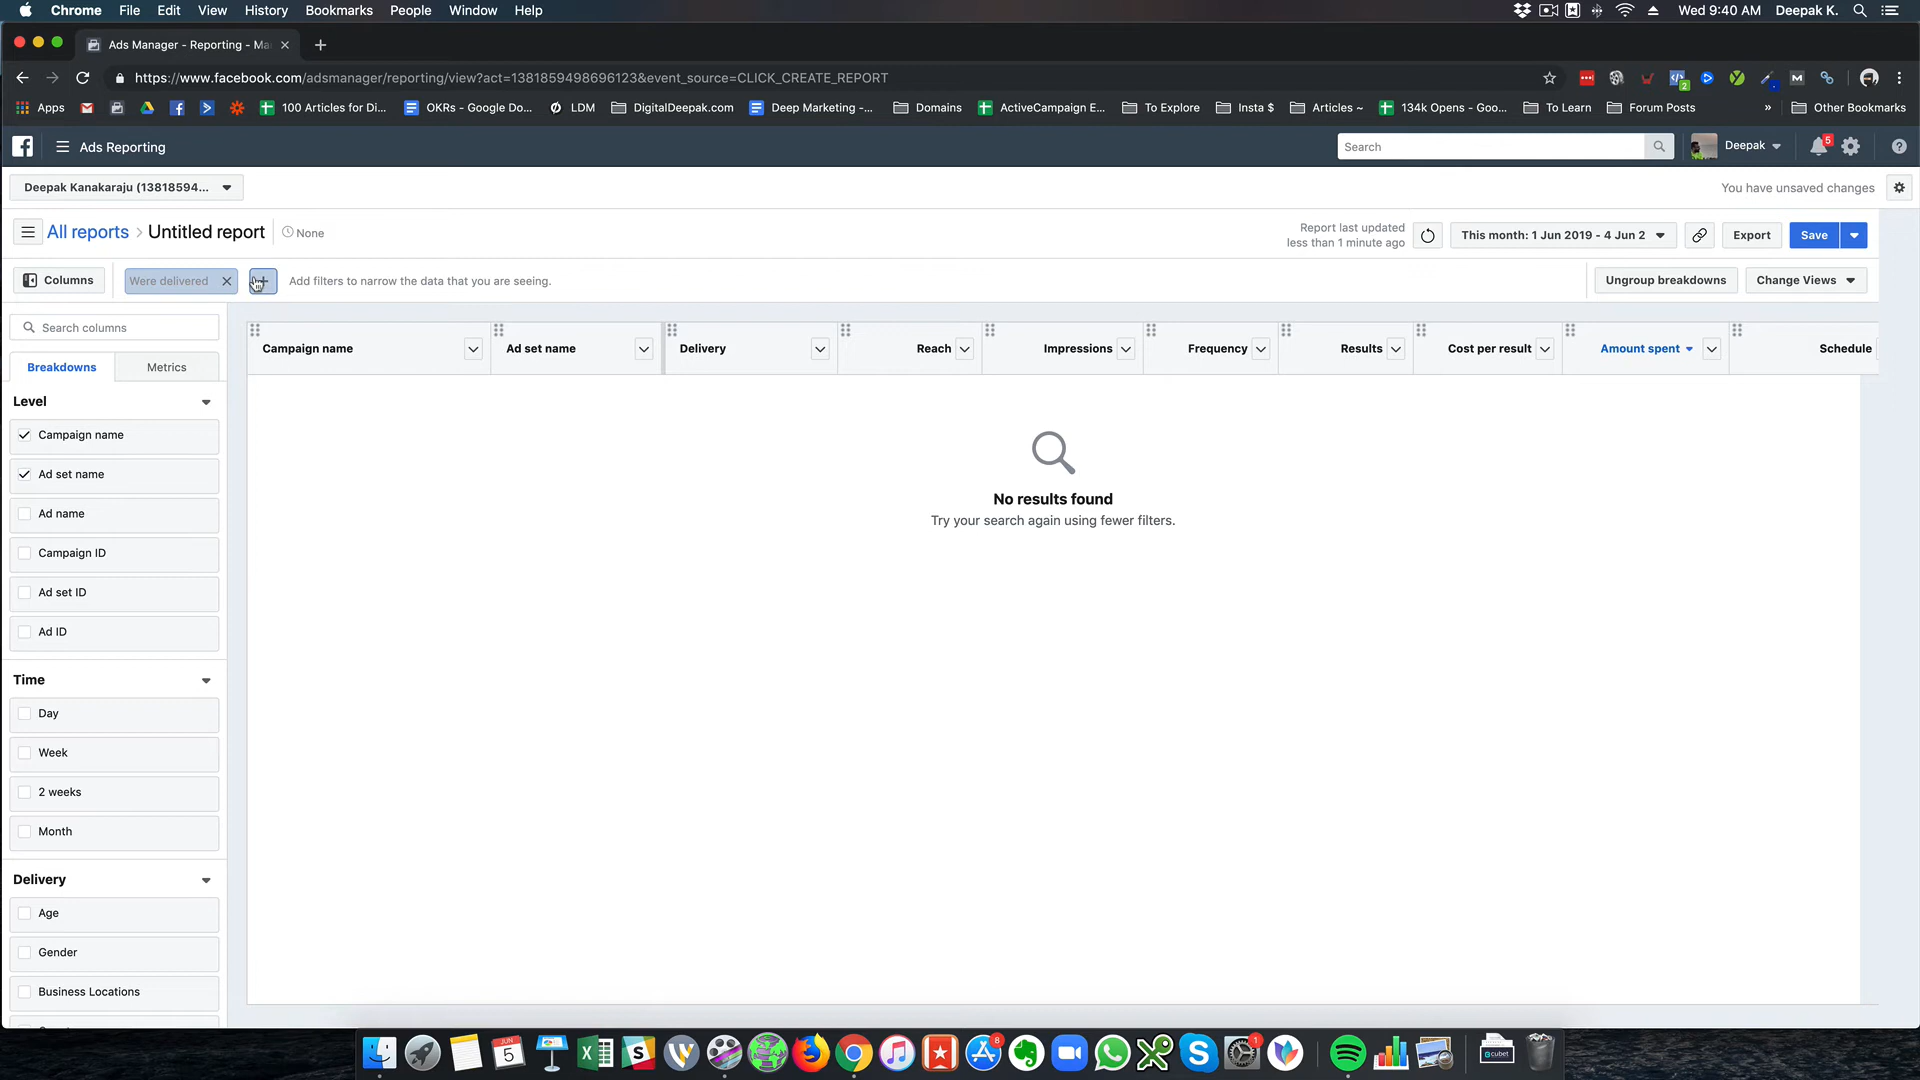 Chrome File Edit View History Bookmarks People Window Help Wed 9:40 AM Deepak K.
Ads Manager - Reporting - Ma
https://www.facebook.com/adsmanager/reporting/view?act=1381859498696123&event_source=CLICK_CREATE_REPORT
2
Apps 100 Articles for Di... OKRs - Google Do... LDM DigitalDeepak.com Deep Marketing -... Domains ActiveCampaign E... To Explore Insta $ Articles ~ 134k Opens - Goo... To Learn Forum Posts » Other Bookmarks
Ads Reporting Search Deepak 5
Deepak Kanakaraju (13818594... You have unsaved changes
All reports > Untitled report None
Report last updated
less than 1 minute ago
This month: 1 Jun 2019 - 4 Jun 2 Export Save
Columns Were delivered Add filters to narrow the data that you are seeing. Ungroup breakdowns Change Views
Search columns
Breakdowns Metrics
Campaign name Ad set name Delivery Reach Impressions Frequency Results Cost per result Amount spent Schedule
Level
Campaign name
Ad set name
Ad name
Campaign ID
Ad set ID
Ad ID
No results found
Try your search again using fewer filters.
Time
Day
Week
2 weeks
Month
Delivery
Age
Gender
Business Locations
JUN
5
8
1
cubet